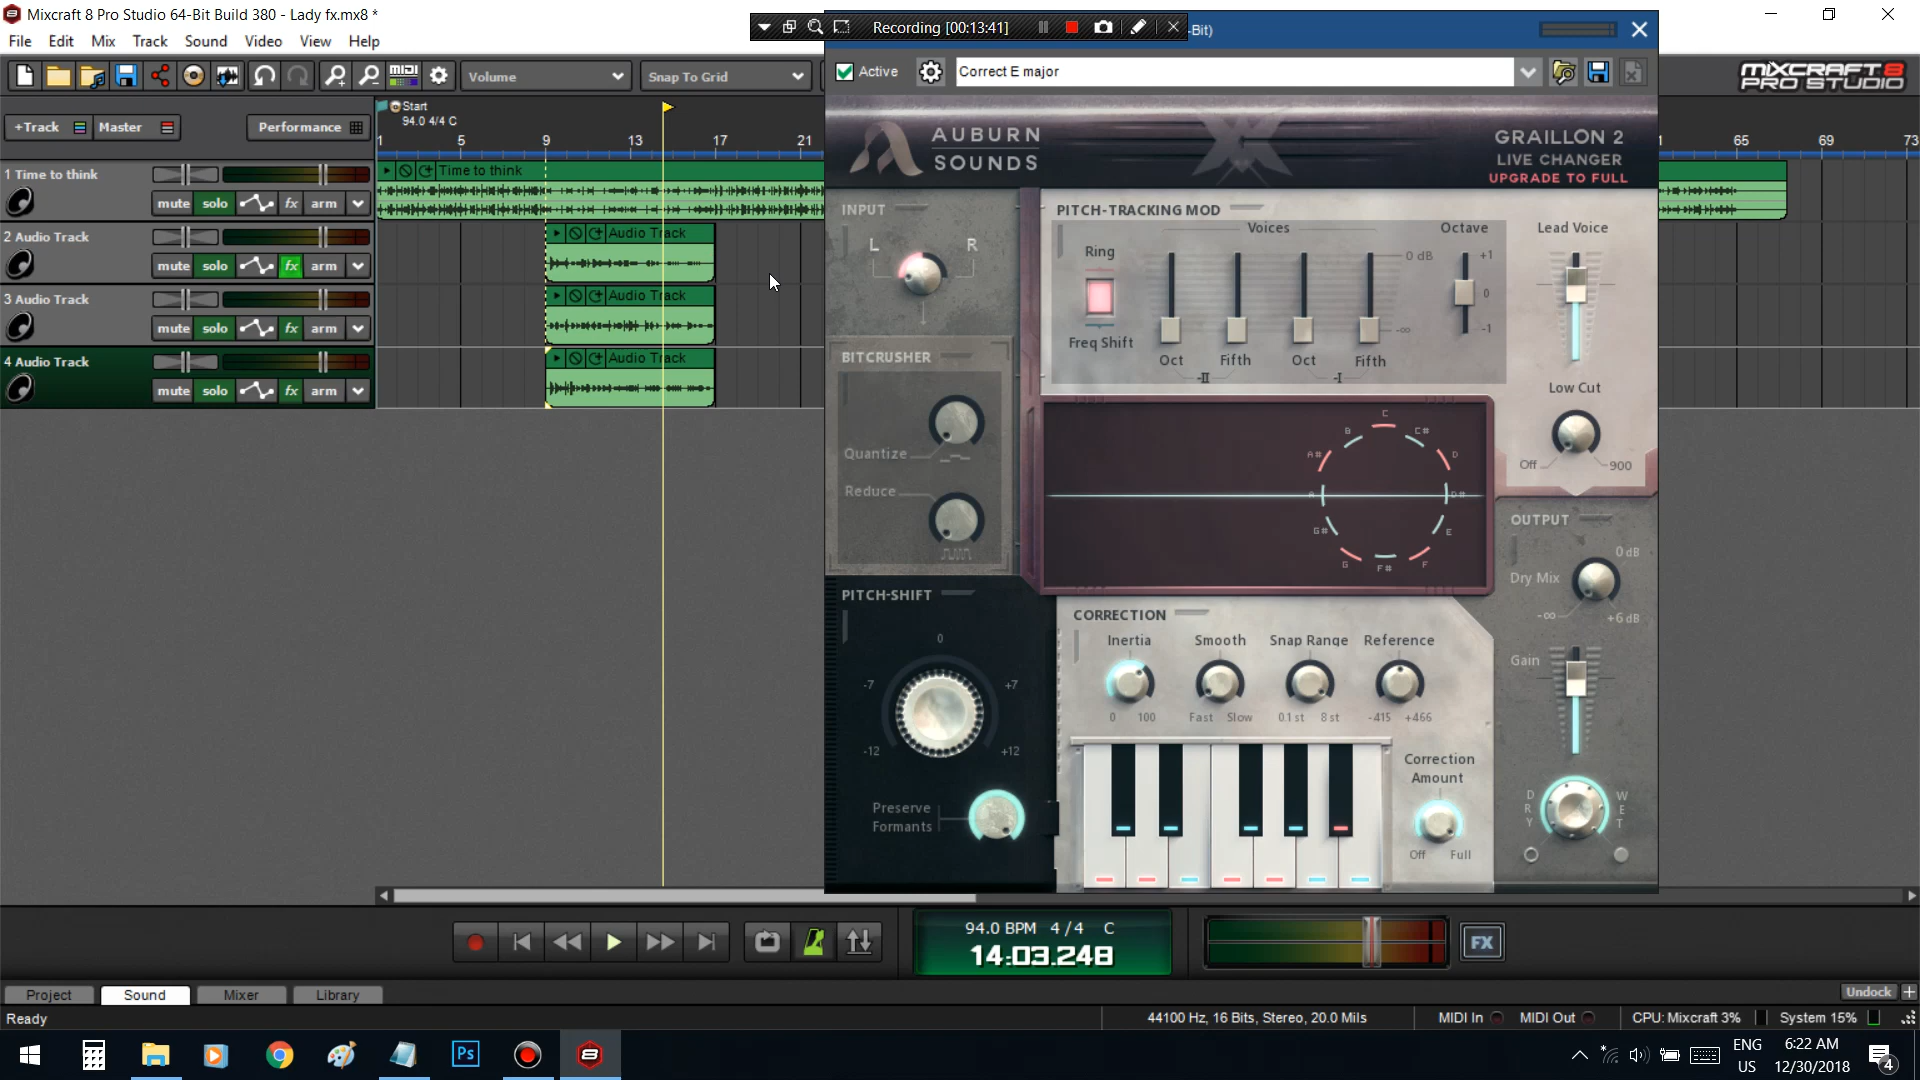 Mixcraft 8 Pro Studio 64-Bit Build 380 - Lady fx.mx8 *
Recording [00:13:41]
-Bit)
File Edit Mix Track Sound Video View Help
Volume
Snap To Grid
Active
Correct E major
MIXCRAFT 8
PRO STUDIO
Start
94.0 4/4 C
+Track Master Performance
1 5 9 13 17 21
65 69 73
AUBURN
SOUNDS
GRAILLON 2
LIVE CHANGER
UPGRADE TO FULL
1 Time to think
mute solo fx arm
Time to think
2 Audio Track
mute solo fx arm
Audio Track
3 Audio Track
mute solo fx arm
Audio Track
4 Audio Track
mute solo fx arm
Audio Track
INPUT
L R
PITCH-TRACKING MOD
Ring
Freq Shift
Voices
Octave
0 dB
-∞
+1
0
-1
Oct Fifth Oct Fifth
-II -I
Lead Voice
Low Cut
Off 900
BITCRUSHER
Quantize
Reduce
C
C#
D
D#
E
F
F#
G
G#
A
A#
B
OUTPUT
0 dB
Dry Mix
-∞
+6 dB
Gain
DRY
WET
PITCH-SHIFT
0
-7 +7
-12 +12
Preserve
Formants
CORRECTION
Inertia Smooth Snap Range Reference
0 100 Fast Slow 0.1 st 8 st -415 +466
Correction
Amount
Off Full
94.0 BPM 4/4 C
14:03.248
FX
Project Sound Mixer Library
Undock
Ready
44100 Hz, 16 Bits, Stereo, 20.0 Mils
MIDI In MIDI Out
CPU: Mixcraft 3% System 15%
Ps
8
ENG
US
6:22 AM
12/30/2018
4